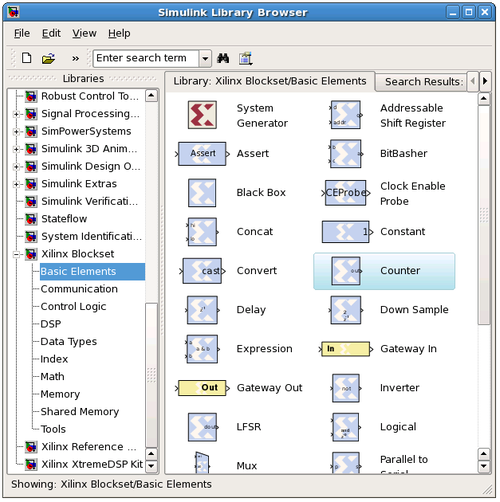 Simulink Library Browser
File Edit View Help
» Enter search term
Libraries
Robust Control To...
Signal Processing...
SimPowerSystems
Simulink 3D Anim...
Simulink Design O...
Simulink Extras
Simulink Verificati...
Stateflow
System Identificati...
Xilinx Blockset
Basic Elements
Communication
Control Logic
DSP
Data Types
Index
Math
Memory
Shared Memory
Tools
Xilinx Reference ...
Xilinx XtremeDSP Kit
Library: Xilinx Blockset/Basic Elements Search Results:
System
Generator
Addressable
Shift Register
Assert Assert
BitBasher
Black Box
CEProbe Clock Enable
Probe
Concat
1 Constant
cast Convert
Counter
Delay
Down Sample
Expression
In Gateway In
Out Gateway Out
not Inverter
LFSR
Logical
Mux
Parallel to
Showing: Xilinx Blockset/Basic Elements